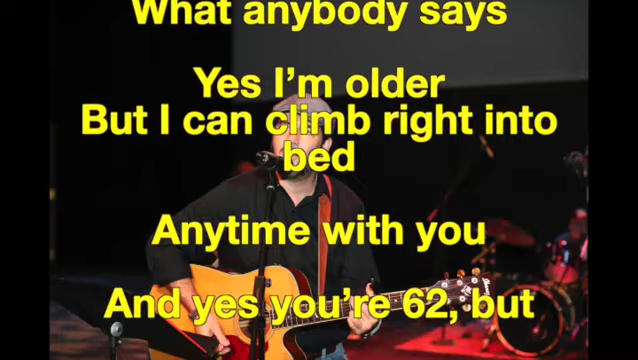 What anybody says
Yes I'm older
But I can climb right into
bed
Anytime with you
And yes you're 62, but